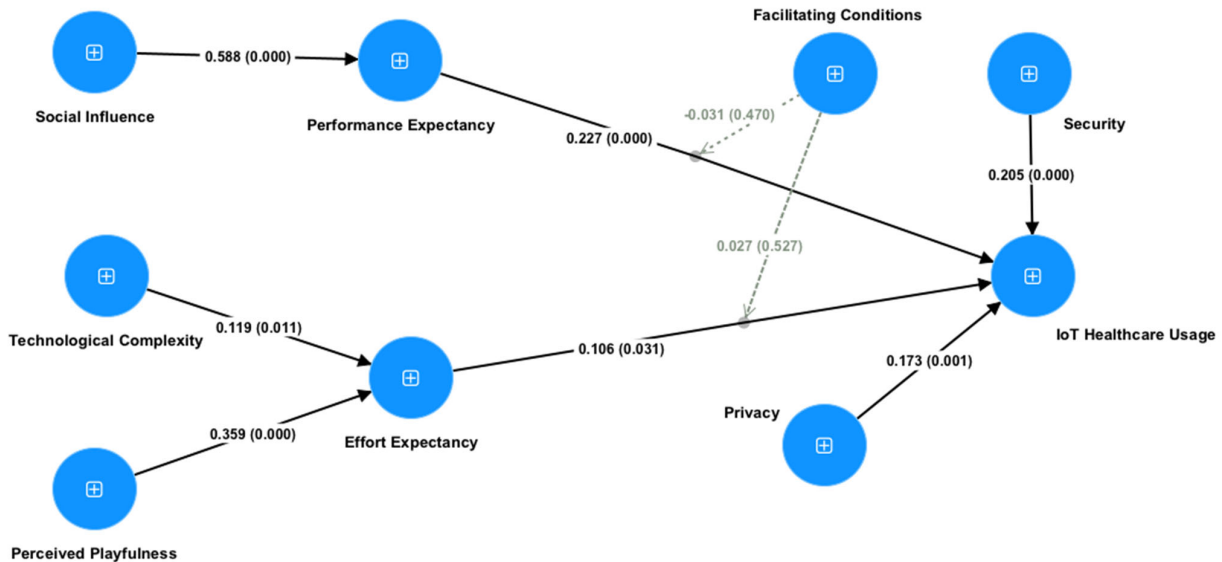 Facilitating Conditions
0.588 (0.000)
Social Influence
Performance Expectancy
-0.031 (0.470)
Security
0.227 (0.000)
0.205 (0.000)
0.027 (0.527)
Technological Complexity
0.119 (0.011)
IoT Healthcare Usage
0.106 (0.031)
0.173 (0.001)
Privacy
0.359 (0.000)
Effort Expectancy
Perceived Playfulness